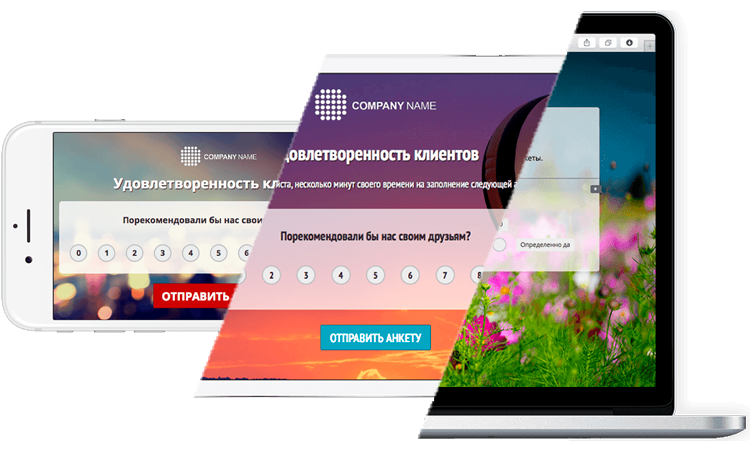 COMPANY NAME
Удовлетворенность кл
Порекомендовали бы нас свои
0 1 2 3 4 5 6
ОТПРАВИТЬ
COMPANY NAME
довлетворенность клиентов
иста, несколько минут своего времени на заполнение следующей а
Порекомендовали бы нас своим друзьям?
2 3 4 5 6 7 8
ОТПРАВИТЬ АНКЕТУ
кеты.
Определенно да